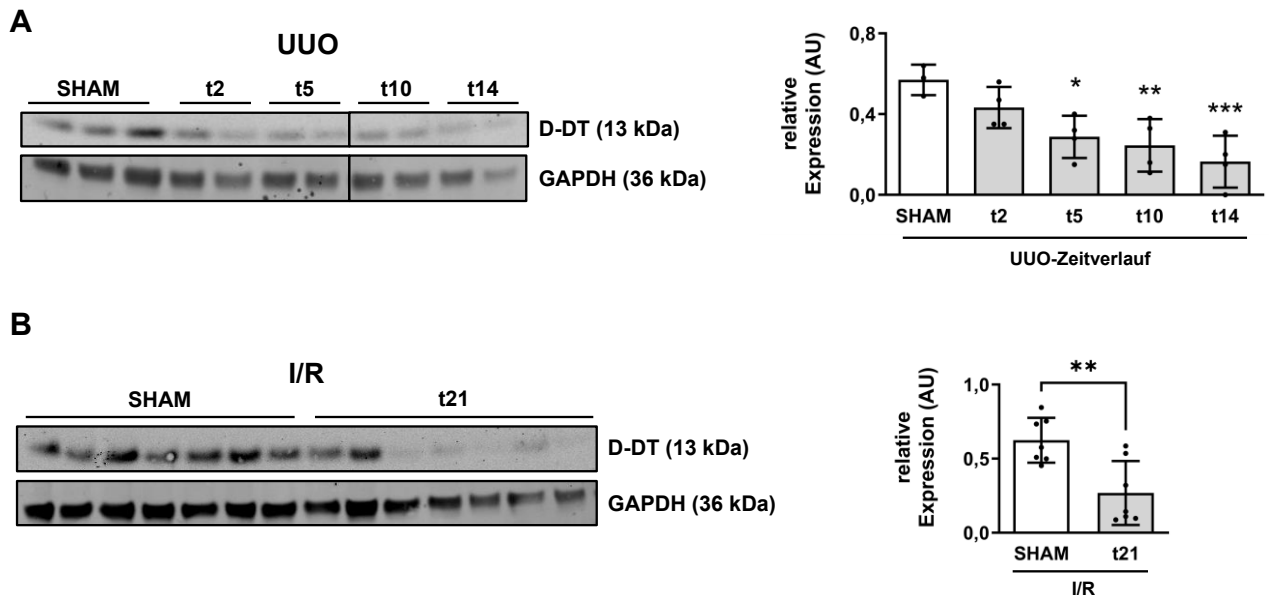 A
UUO
SHAM t2 t5 t10 t14
D-DT (13 kDa)
GAPDH (36 kDa)
relative
Expression (AU)
0,8
0,4
0,0
* ** ***
SHAM t2 t5 t10 t14
UUO-Zeitverlauf
B
I/R
SHAM t21
D-DT (13 kDa)
GAPDH (36 kDa)
relative
Expression (AU)
1,0
0,5
0,0
**
SHAM t21
I/R